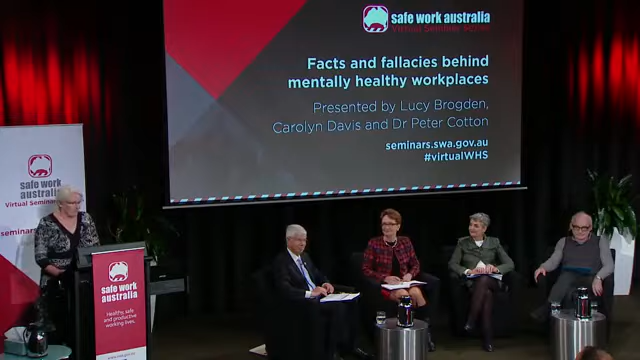 safe work australia
Virtual Seminar Series
Facts and fallacies behind
mentally healthy workplaces
Presented by Lucy Brogden,
Carolyn Davis and Dr Peter Cotton
seminars.swa.gov.au
#virtualWHS
safe work
australia
Virtual Seminar
seminars.s
safe work
australia
Healthy, safe and
productive
working lives.